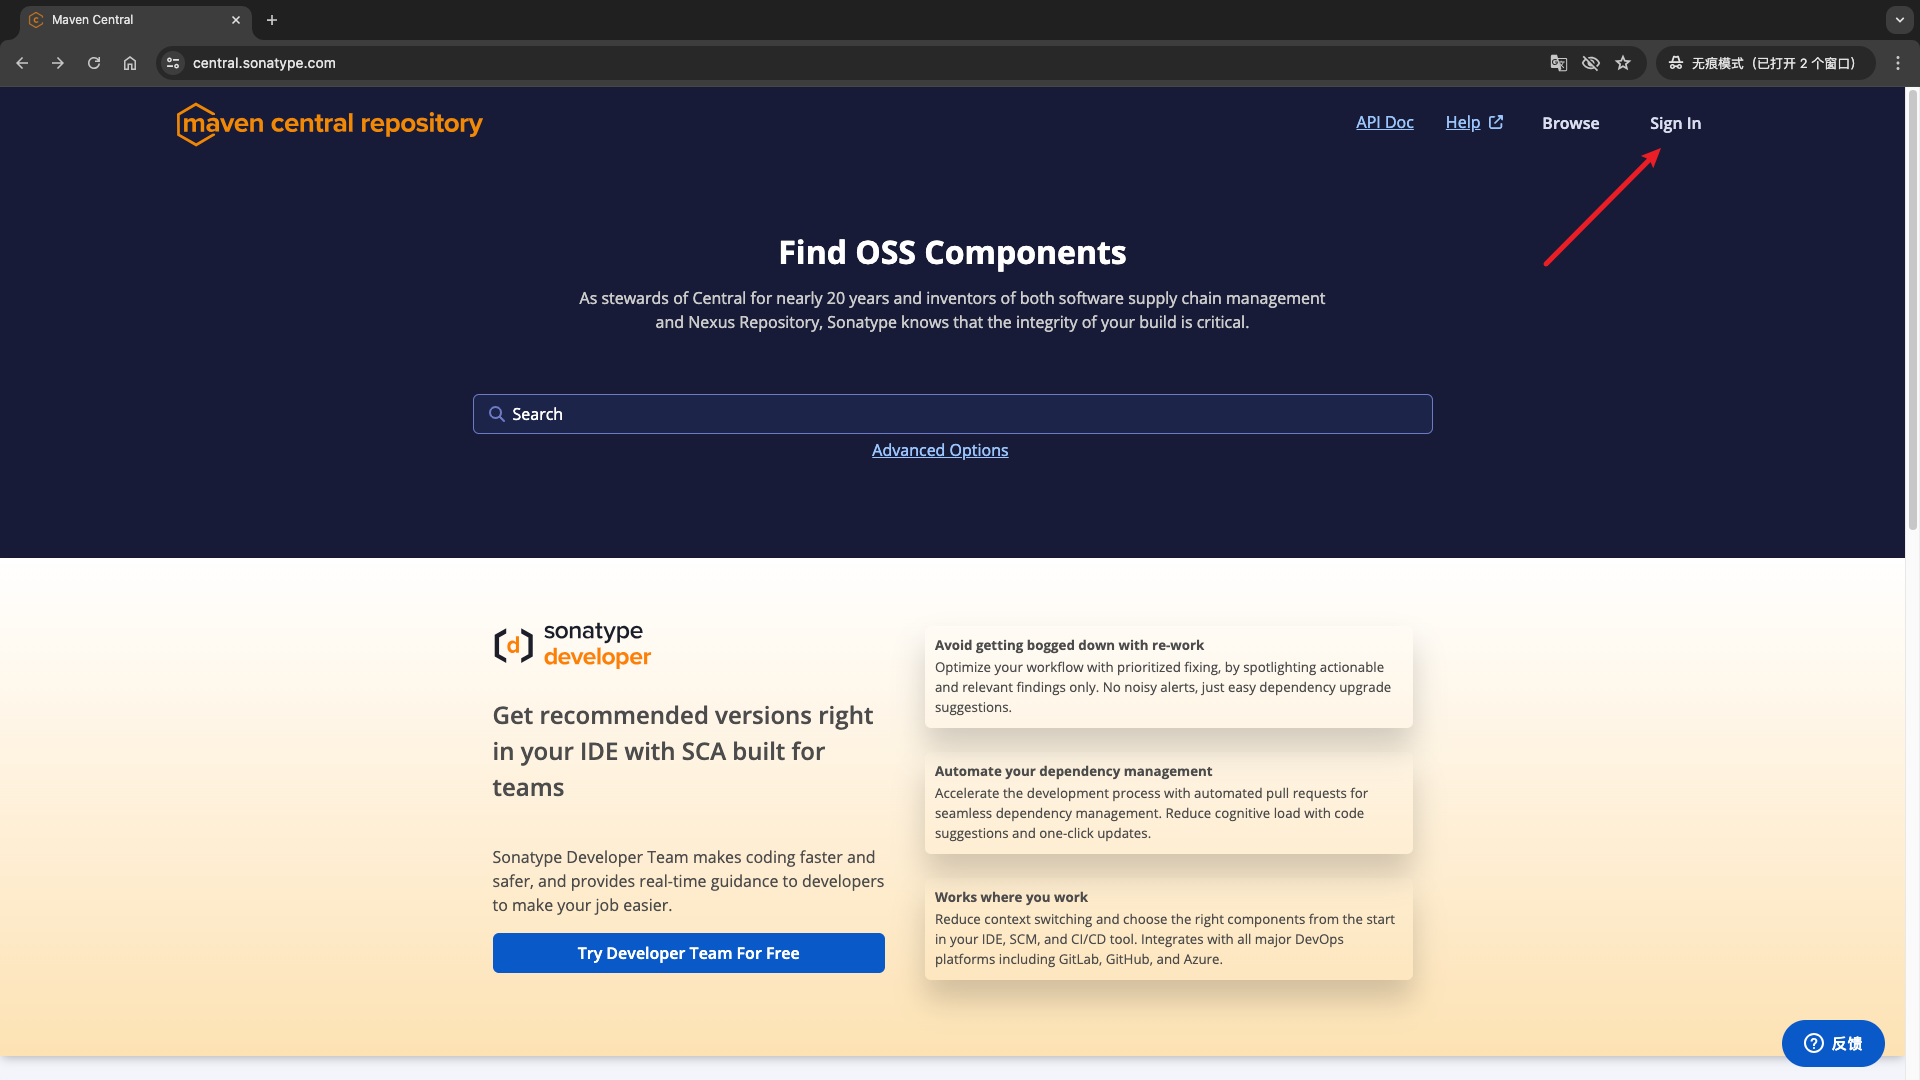 Maven Central
central.sonatype.com
无痕模式（已打开 2 个窗口）
maven central repository
API Doc
Help
Browse
Sign In
Find OSS Components
As stewards of Central for nearly 20 years and inventors of both software supply chain management
and Nexus Repository, Sonatype knows that the integrity of your build is critical.
Search
Advanced Options
sonatype
developer
Get recommended versions right
in your IDE with SCA built for
teams
Sonatype Developer Team makes coding faster and
safer, and provides real-time guidance to developers
to make your job easier.
Try Developer Team For Free
Avoid getting bogged down with re-work
Optimize your workflow with prioritized fixing, by spotlighting actionable
and relevant findings only. No noisy alerts, just easy dependency upgrade
suggestions.
Automate your dependency management
Accelerate the development process with automated pull requests for
seamless dependency management. Reduce cognitive load with code
suggestions and one-click updates.
Works where you work
Reduce context switching and choose the right components from the start
in your IDE, SCM, and CI/CD tool. Integrates with all major DevOps
platforms including GitLab, GitHub, and Azure.
反馈